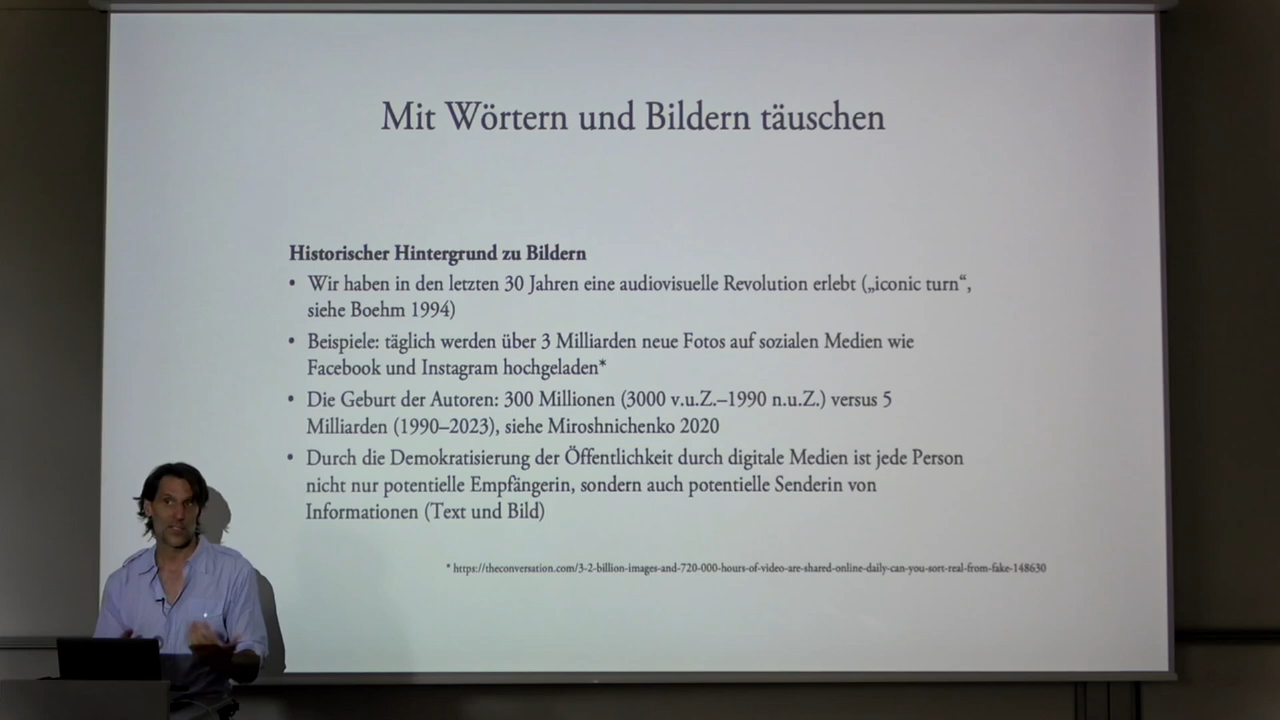 Mit Wörtern und Bildern täuschen
Historischer Hintergrund zu Bildern
• Wir haben in den letzten 30 Jahren eine audiovisuelle Revolution erlebt („iconic turn“,
siehe Boehm 1994)
• Beispiele: täglich werden über 3 Milliarden neue Fotos auf sozialen Medien wie
Facebook und Instagram hochgeladen*
• Die Geburt der Autoren: 300 Millionen (3000 v.u.Z.–1990 n.u.Z.) versus 5
Milliarden (1990–2023), siehe Miroshnichenko 2020
• Durch die Demokratisierung der Öffentlichkeit durch digitale Medien ist jede Person
nicht nur potentielle Empfängerin, sondern auch potentielle Senderin von
Informationen (Text und Bild)
* https://theconversation.com/3-2-billion-images-and-720-000-hours-of-video-are-shared-online-daily-can-you-sort-real-from-fake-148630